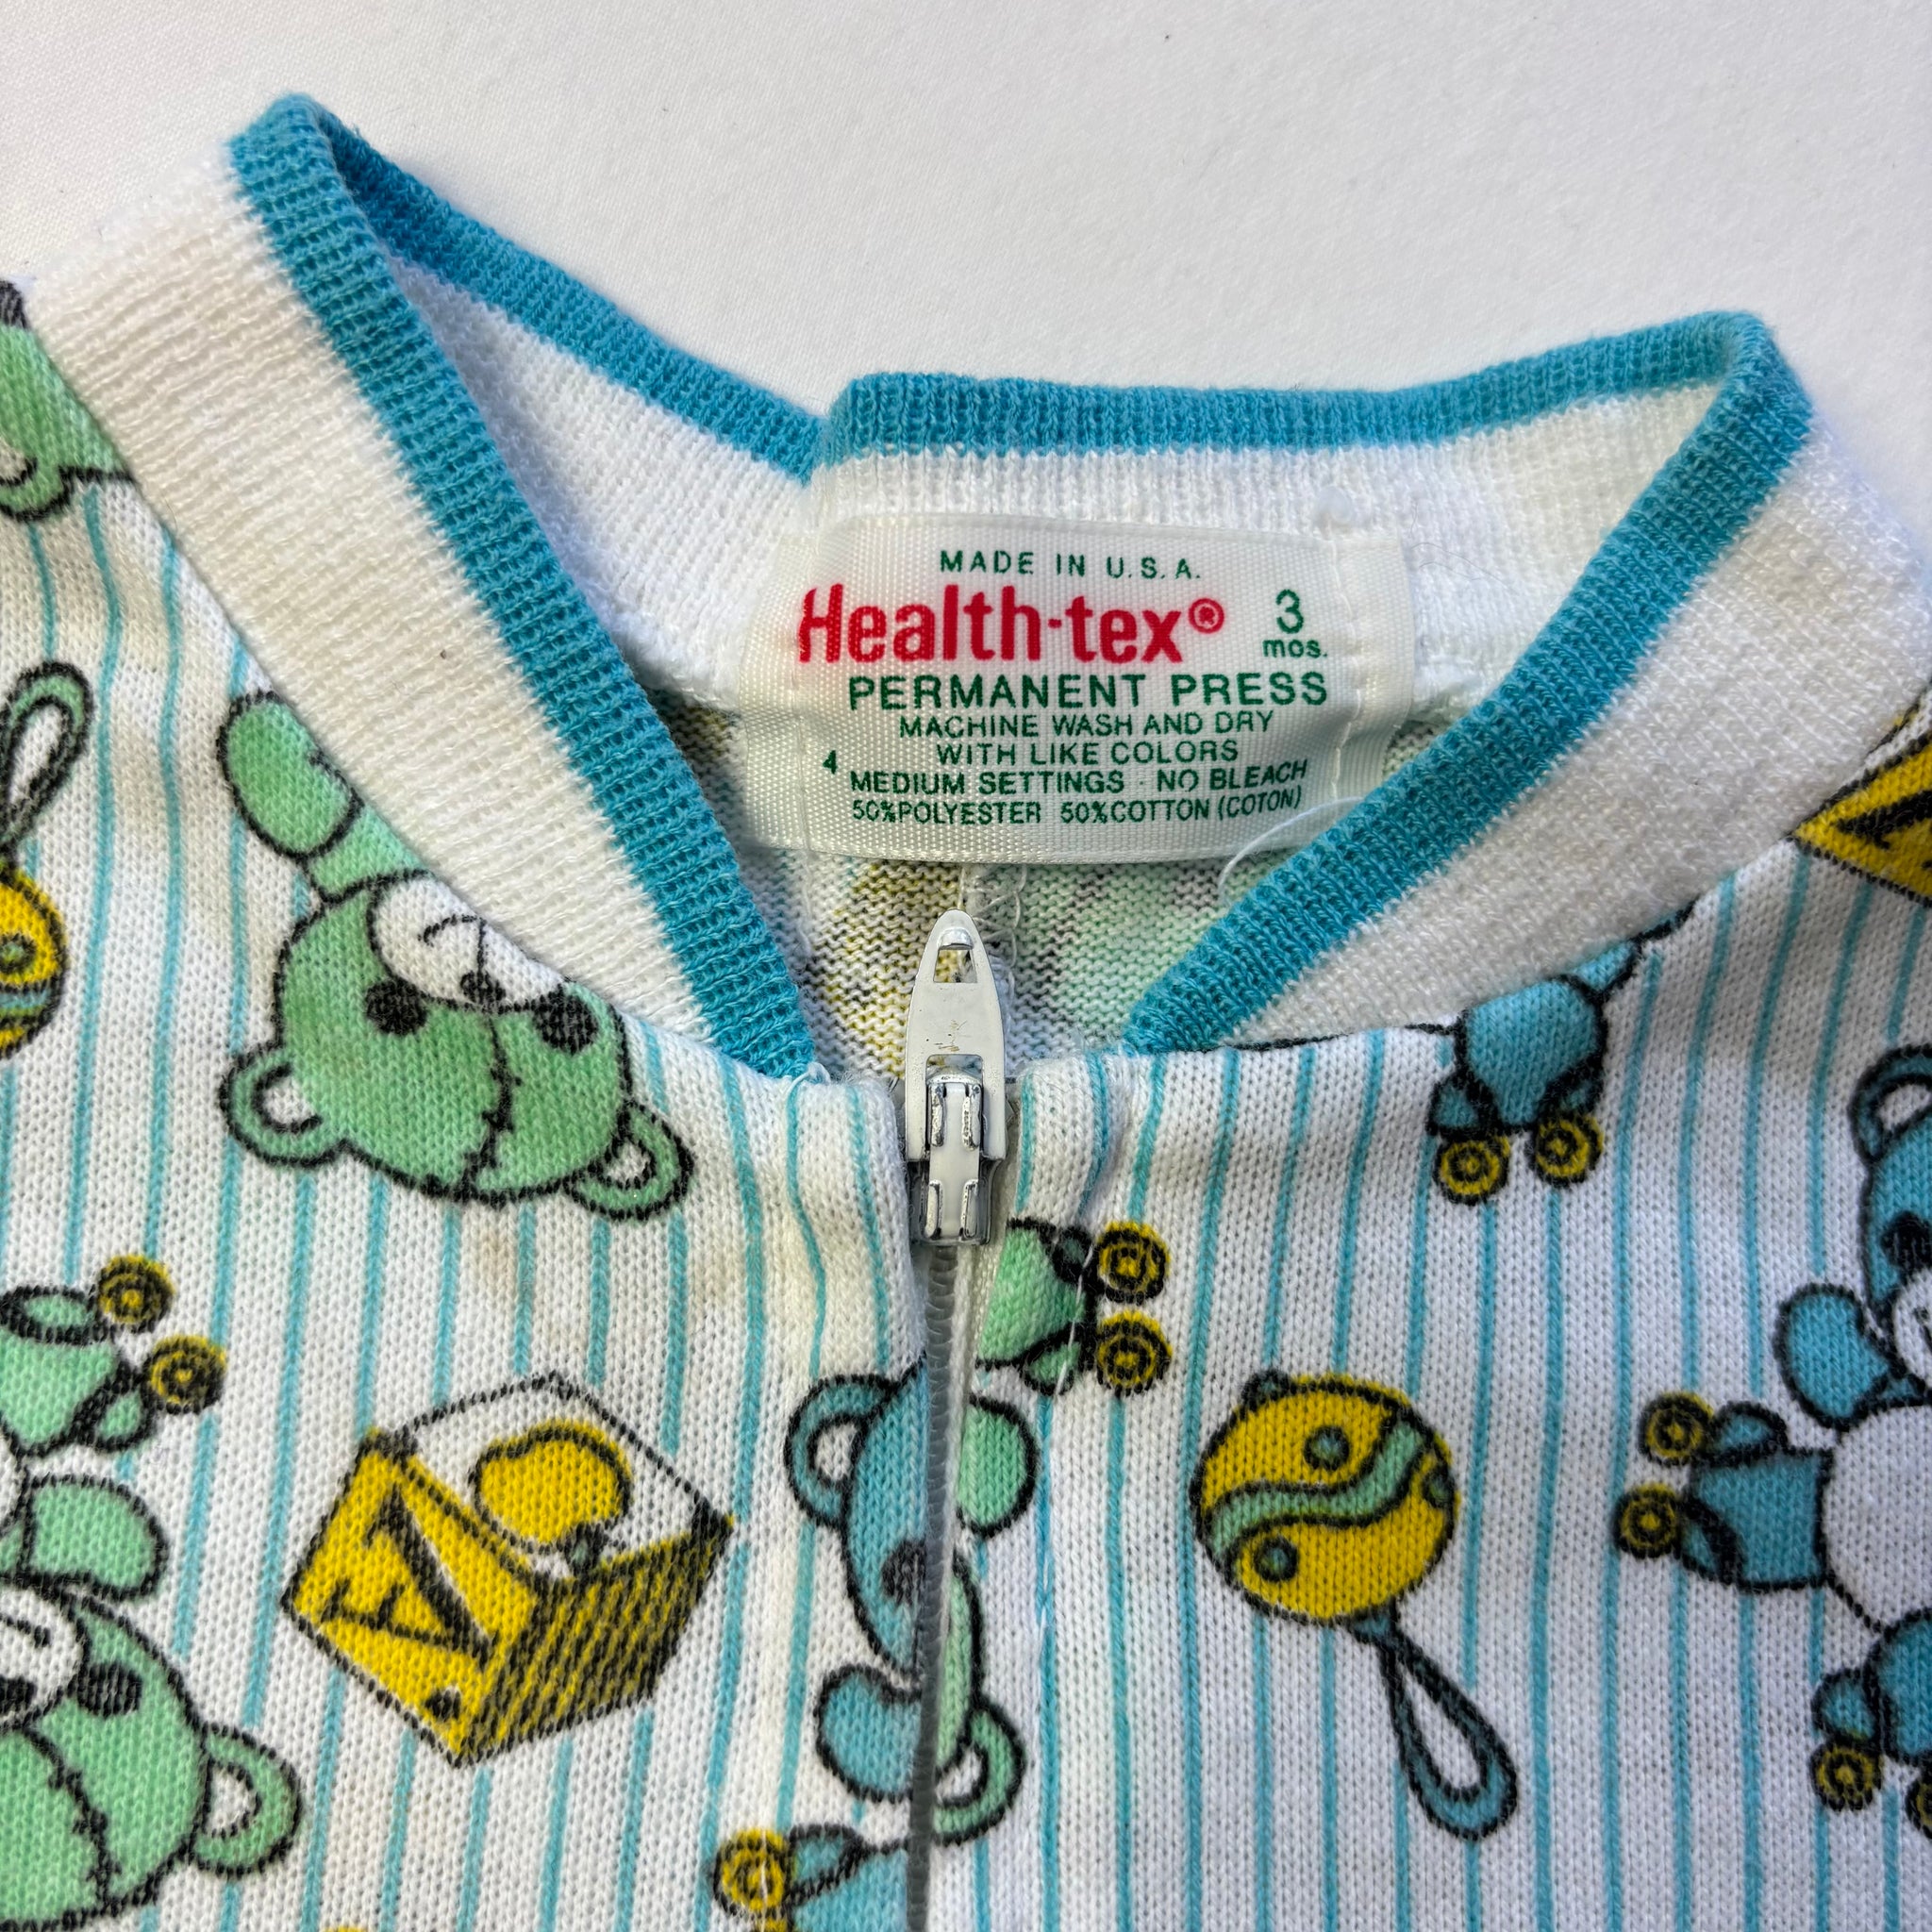 MADE IN U.S.A.
Health-tex® 3 mos.
PERMANENT PRESS
MACHINE WASH AND DRY
WITH LIKE COLORS
4 MEDIUM SETTINGS · NO BLEACH
50%POLYESTER 50%COTTON (COTON)
A